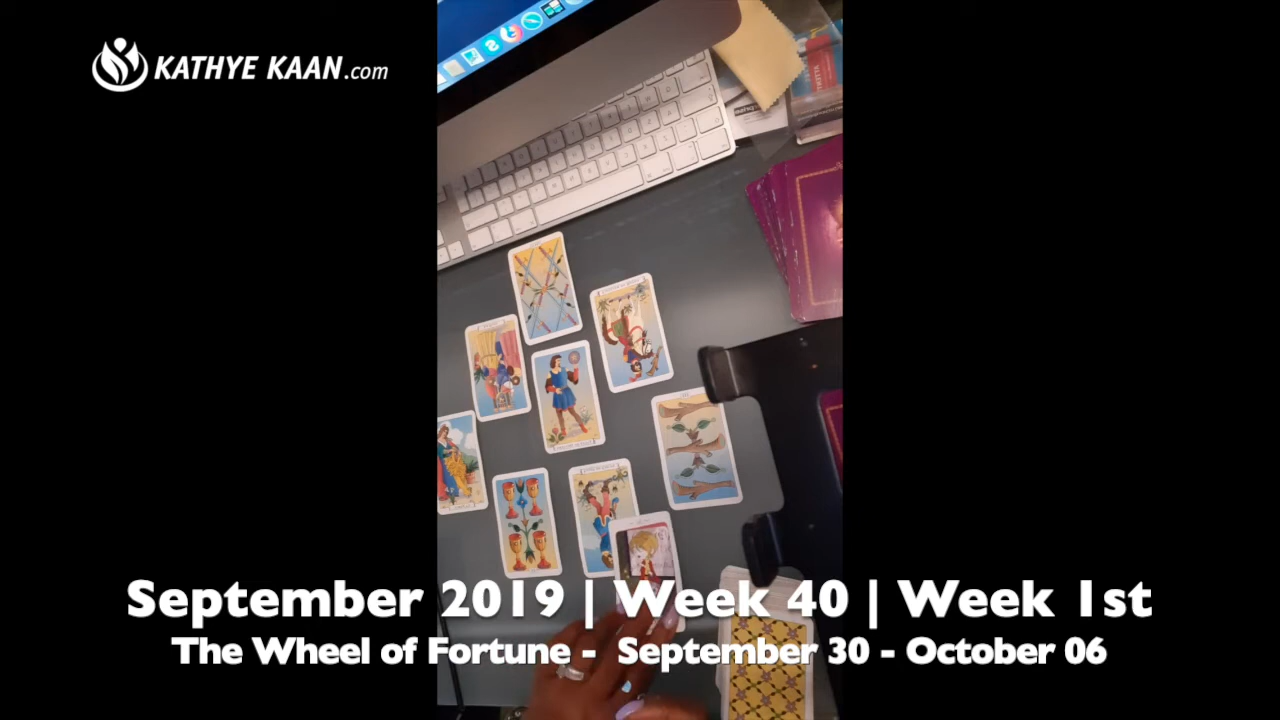 KATHYE KAAN.com
September 2019 | Week 40 | Week 1st
The Wheel of Fortune - September 30 - October 06